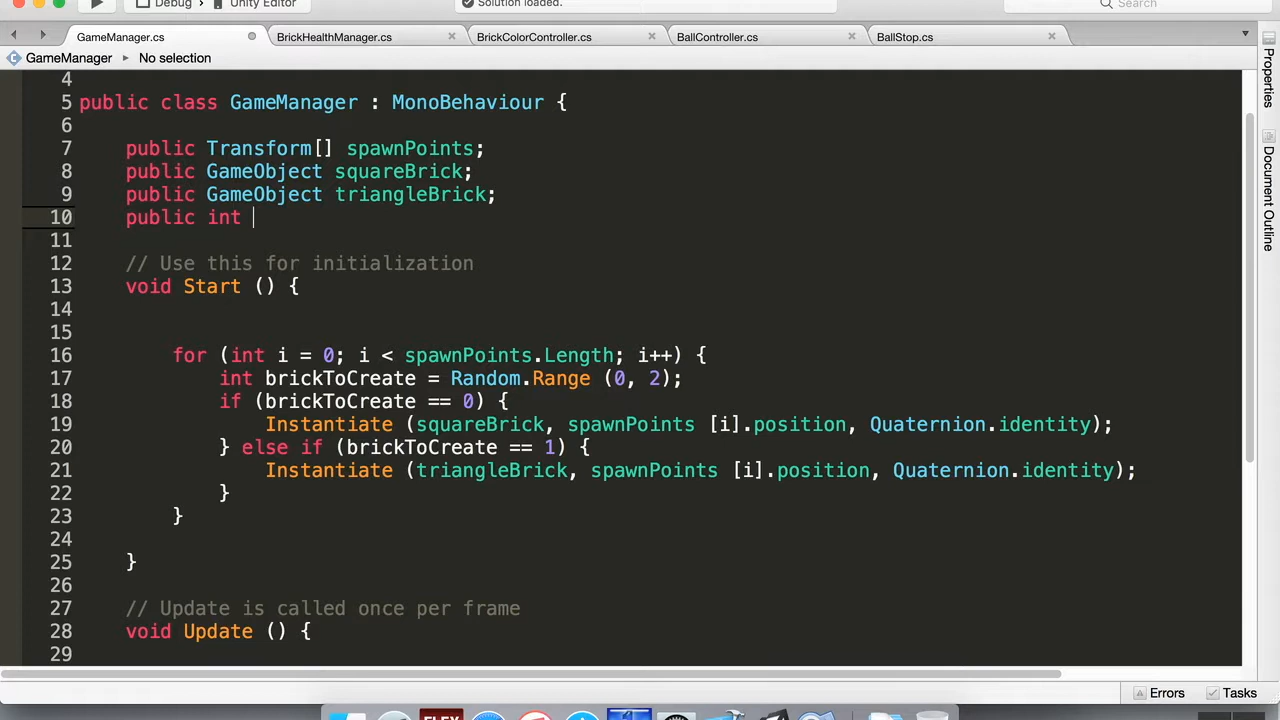 Debug
Unity Editor
Solution loaded.
Search
GameManager.cs
BrickHealthManager.cs
BrickColorController.cs
BallController.cs
BallStop.cs
GameManager
No selection
4
5 public class GameManager : MonoBehaviour {
6
7 public Transform[] spawnPoints;
8 public GameObject squareBrick;
9 public GameObject triangleBrick;
10 public int
11
12 // Use this for initialization
13 void Start () {
14
15
16 for (int i = 0; i < spawnPoints.Length; i++) {
17 int brickToCreate = Random.Range (0, 2);
18 if (brickToCreate == 0) {
19 Instantiate (squareBrick, spawnPoints [i].position, Quaternion.identity);
20 } else if (brickToCreate == 1) {
21 Instantiate (triangleBrick, spawnPoints [i].position, Quaternion.identity);
22 }
23 }
24
25 }
26
27 // Update is called once per frame
28 void Update () {
29
Properties
Document Outline
Errors
Tasks
FLEX